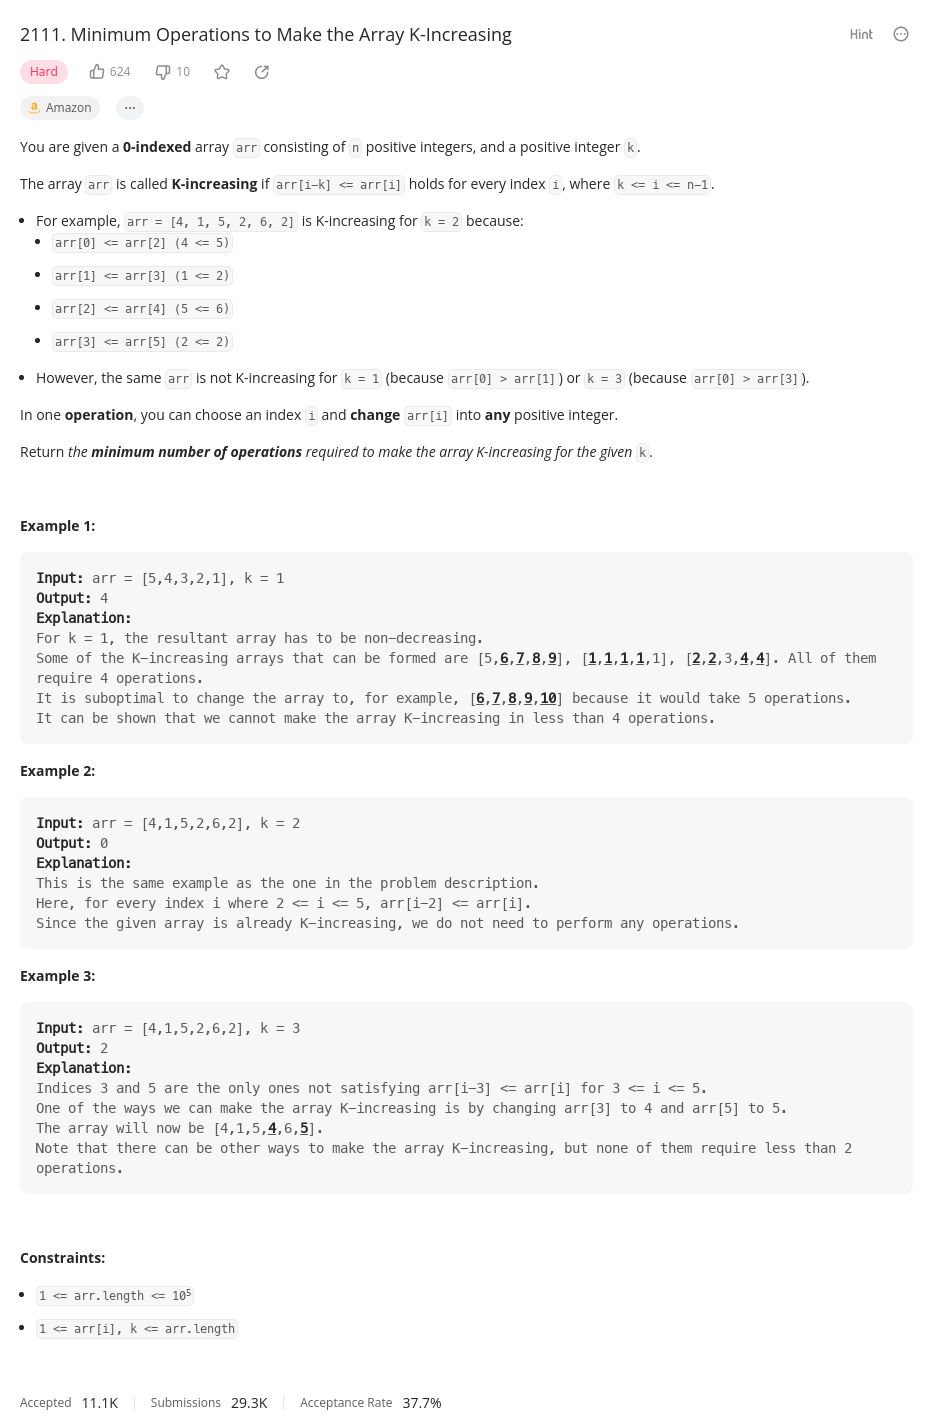 2111. Minimum Operations to Make the Array K-Increasing
Hint
Hard 624 10
Amazon
You are given a 0-indexed array arr consisting of n positive integers, and a positive integer k.
The array arr is called K-increasing if arr[i-k] <= arr[i] holds for every index i, where k <= i <= n-1.
For example, arr = [4, 1, 5, 2, 6, 2] is K-increasing for k = 2 because:
arr[0] <= arr[2] (4 <= 5)
arr[1] <= arr[3] (1 <= 2)
arr[2] <= arr[4] (5 <= 6)
arr[3] <= arr[5] (2 <= 2)
However, the same arr is not K-increasing for k = 1 (because arr[0] > arr[1]) or k = 3 (because arr[0] > arr[3]).
In one operation, you can choose an index i and change arr[i] into any positive integer.
Return the minimum number of operations required to make the array K-increasing for the given k.
Example 1:
Input: arr = [5,4,3,2,1], k = 1
Output: 4
Explanation:
For k = 1, the resultant array has to be non-decreasing.
Some of the K-increasing arrays that can be formed are [5,6,7,8,9], [1,1,1,1,1], [2,2,3,4,4]. All of them
require 4 operations.
It is suboptimal to change the array to, for example, [6,7,8,9,10] because it would take 5 operations.
It can be shown that we cannot make the array K-increasing in less than 4 operations.
Example 2:
Input: arr = [4,1,5,2,6,2], k = 2
Output: 0
Explanation:
This is the same example as the one in the problem description.
Here, for every index i where 2 <= i <= 5, arr[i-2] <= arr[i].
Since the given array is already K-increasing, we do not need to perform any operations.
Example 3:
Input: arr = [4,1,5,2,6,2], k = 3
Output: 2
Explanation:
Indices 3 and 5 are the only ones not satisfying arr[i-3] <= arr[i] for 3 <= i <= 5.
One of the ways we can make the array K-increasing is by changing arr[3] to 4 and arr[5] to 5.
The array will now be [4,1,5,4,6,5].
Note that there can be other ways to make the array K-increasing, but none of them require less than 2
operations.
Constraints:
1 <= arr.length <= 10⁵
1 <= arr[i], k <= arr.length
Accepted 11.1K Submissions 29.3K Acceptance Rate 37.7%